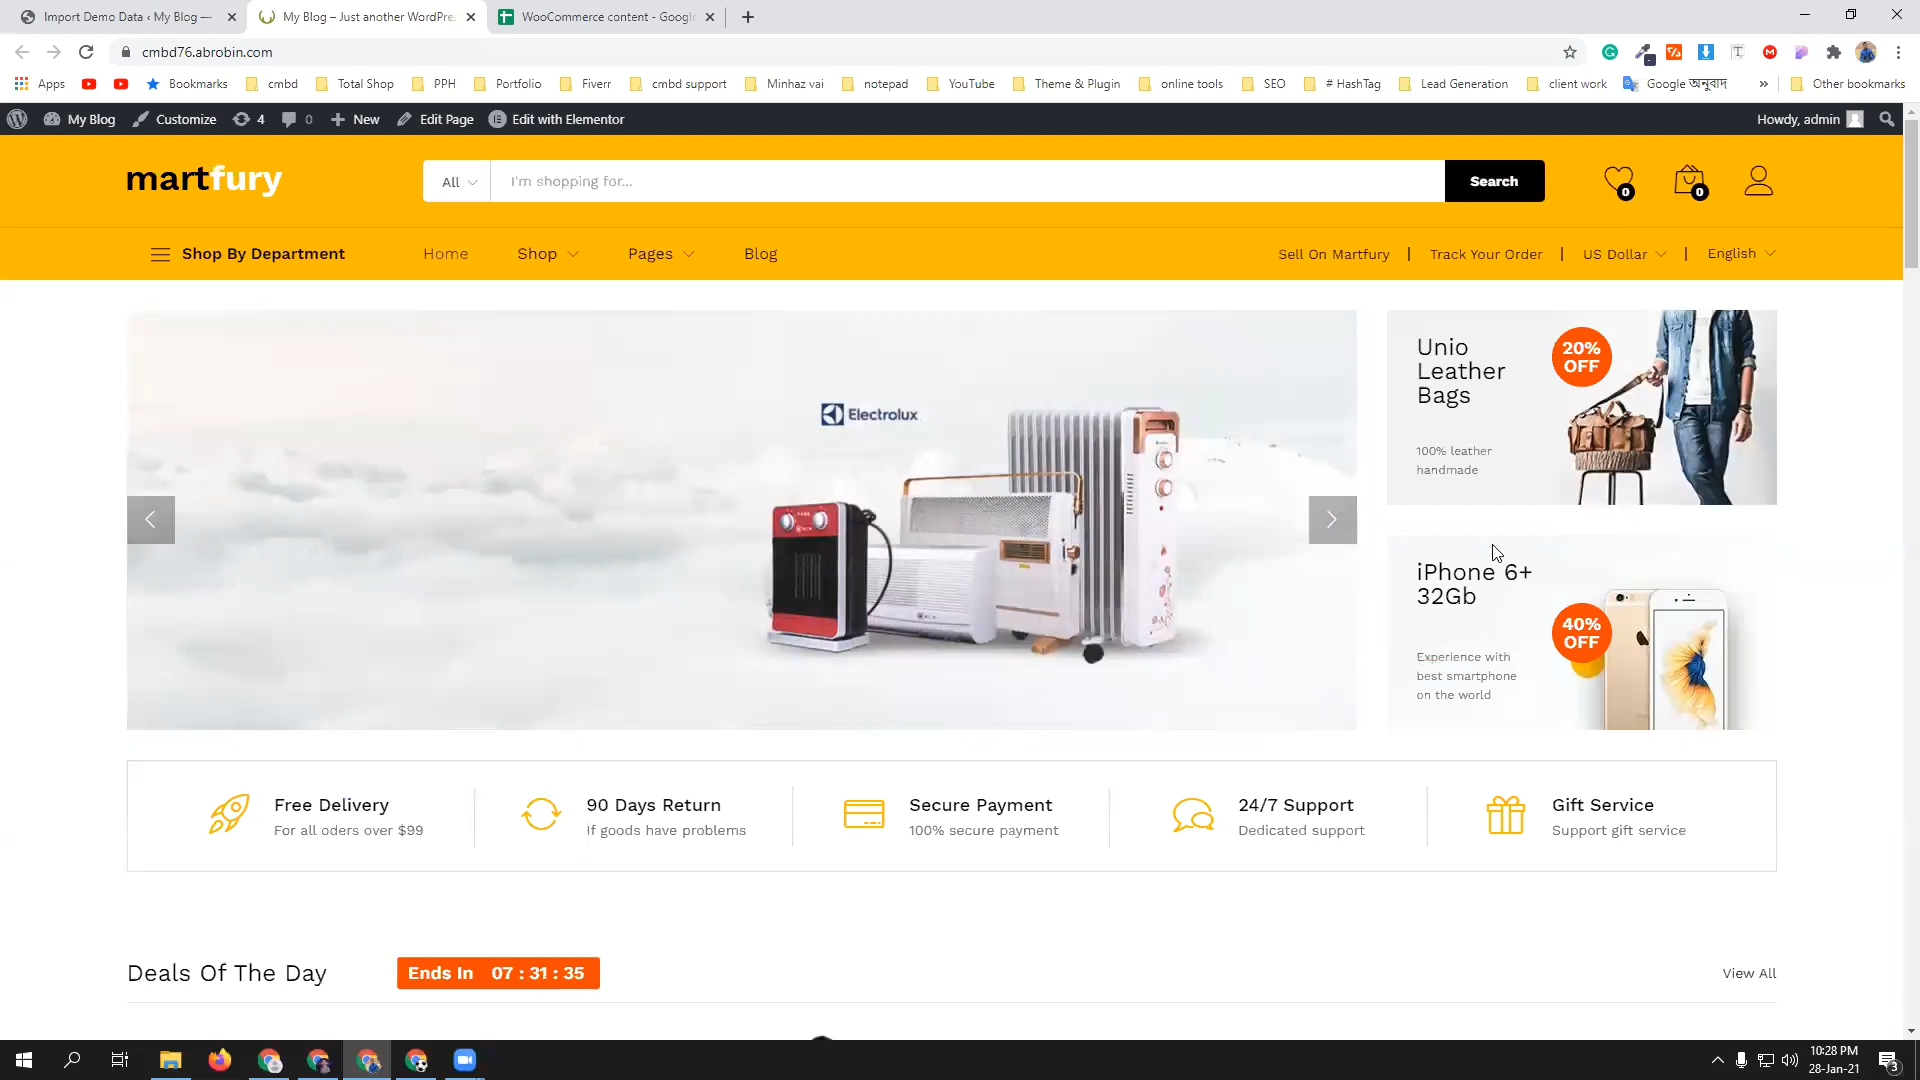 Import Demo Data ‹ My Blog —
My Blog – Just another WordPre
WooCommerce content - Google
cmbd76.abrobin.com
Apps
Bookmarks
cmbd
Total Shop
PPH
Portfolio
Fiverr
cmbd support
Minhaz vai
notepad
YouTube
Theme & Plugin
online tools
SEO
# HashTag
Lead Generation
client work
Google অনুবাদ
»
Other bookmarks
My Blog
Customize
4
0
New
Edit Page
Edit with Elementor
Howdy, admin
martfury
All
I'm shopping for...
Search
0
0
Shop By Department
Home
Shop
Pages
Blog
Sell On Martfury
Track Your Order
US Dollar
English
Electrolux
Unio
Leather
Bags
20%
OFF
100% leather
handmade
iPhone 6+
32Gb
40%
OFF
Experience with
best smartphone
on the world
Free Delivery
For all oders over $99
90 Days Return
If goods have problems
Secure Payment
100% secure payment
24/7 Support
Dedicated support
Gift Service
Support gift service
Deals Of The Day
Ends In 07 : 31 : 35
View All
10:28 PM
28-Jan-21
3